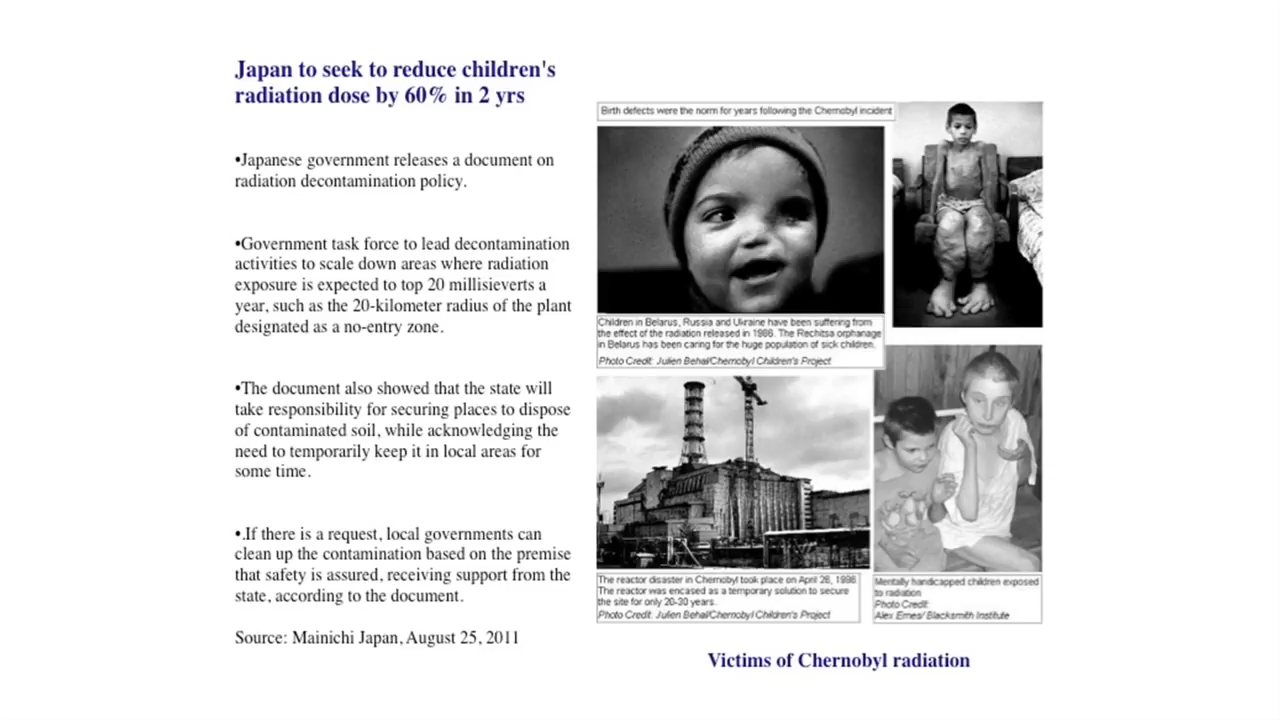 Japan to seek to reduce children's
radiation dose by 60% in 2 yrs
•Japanese government releases a document on
radiation decontamination policy.
•Government task force to lead decontamination
activities to scale down areas where radiation
exposure is expected to top 20 millisieverts a
year, such as the 20-kilometer radius of the plant
designated as a no-entry zone.
•The document also showed that the state will
take responsibility for securing places to dispose
of contaminated soil, while acknowledging the
need to temporarily keep it in local areas for
some time.
•.If there is a request, local governments can
clean up the contamination based on the premise
that safety is assured, receiving support from the
state, according to the document.
Source: Mainichi Japan, August 25, 2011
Birth defects were the norm for years following the Chernobyl incident
Children in Belarus, Russia and Ukraine have been suffering from
the effect of the radiation released in 1986. The Rechitsa orphanage
in Belarus has been caring for the huge population of sick children.
Photo Credit: Julien Behal/Chernobyl Children's Project
The reactor disaster in Chernobyl took place on April 26, 1986
The reactor was encased as a temporary solution to secure
the site for only 20-30 years.
Photo Credit: Julien Behal/Chernobyl Children's Project
Mentally handicapped children exposed
to radiation
Photo Credit:
Alex Emes/ Blacksmith Institute
Victims of Chernobyl radiation